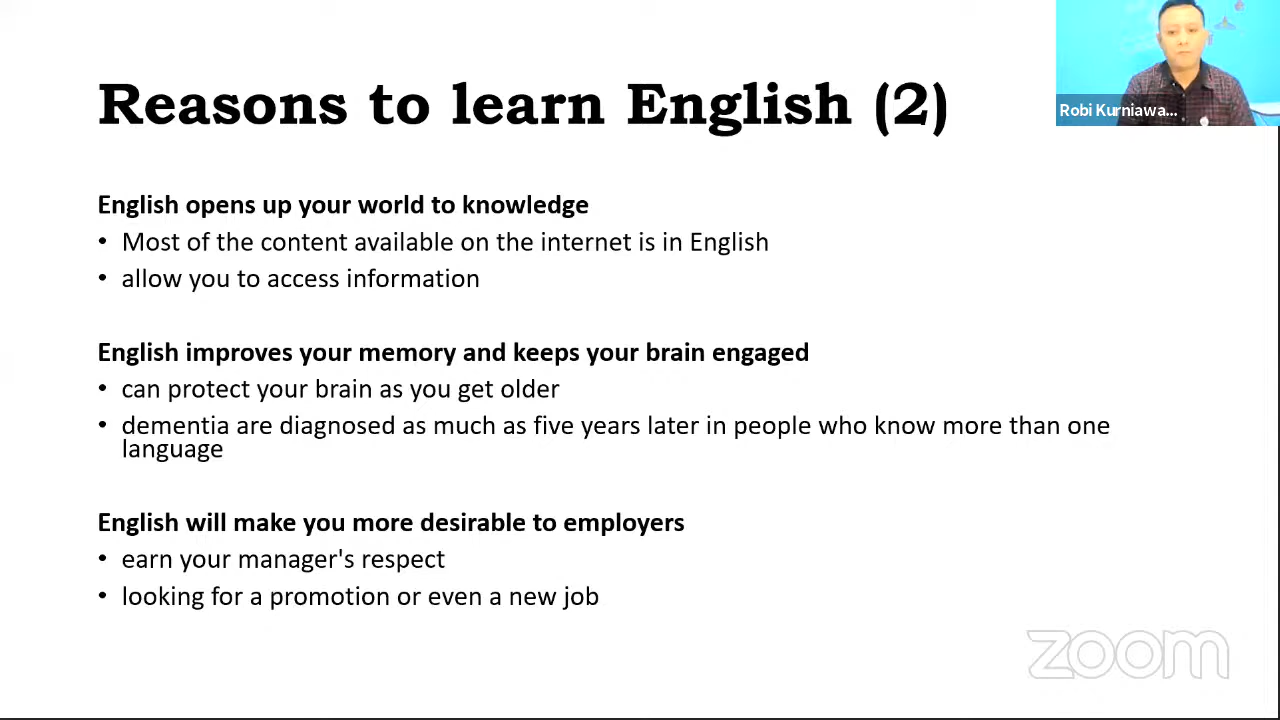 Reasons to learn English (2)
Robi Kurniawa...
English opens up your world to knowledge
• Most of the content available on the internet is in English
• allow you to access information
English improves your memory and keeps your brain engaged
• can protect your brain as you get older
• dementia are diagnosed as much as five years later in people who know more than one
language
English will make you more desirable to employers
• earn your manager's respect
• looking for a promotion or even a new job
zoom